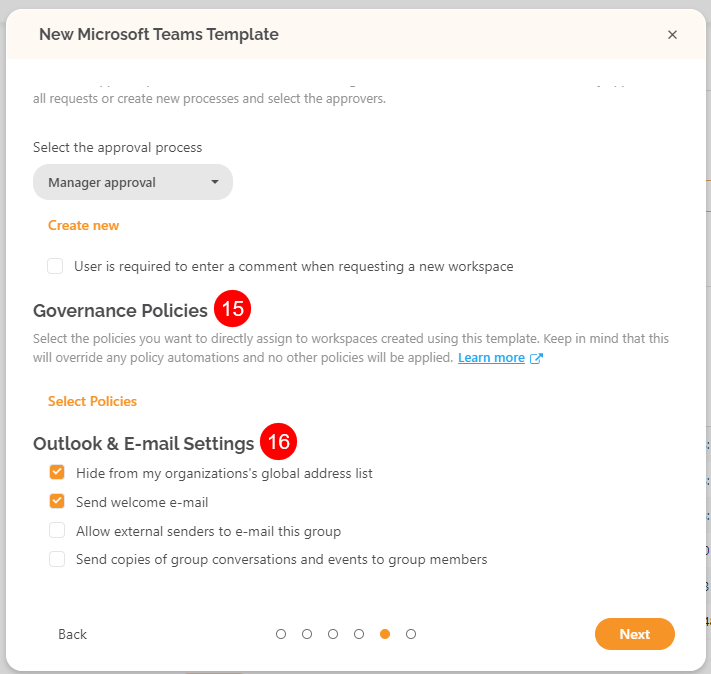 New Microsoft Teams Template
all requests or create new processes and select the approvers.
Select the approval process
Manager approval
Create new
User is required to enter a comment when requesting a new workspace
Governance Policies 15
Select the policies you want to directly assign to workspaces created using this template. Keep in mind that this
will override any policy automations and no other policies will be applied. Learn more
Select Policies
Outlook & E-mail Settings 16
Hide from my organizations's global address list
Send welcome e-mail
Allow external senders to e-mail this group
Send copies of group conversations and events to group members
Back
Next